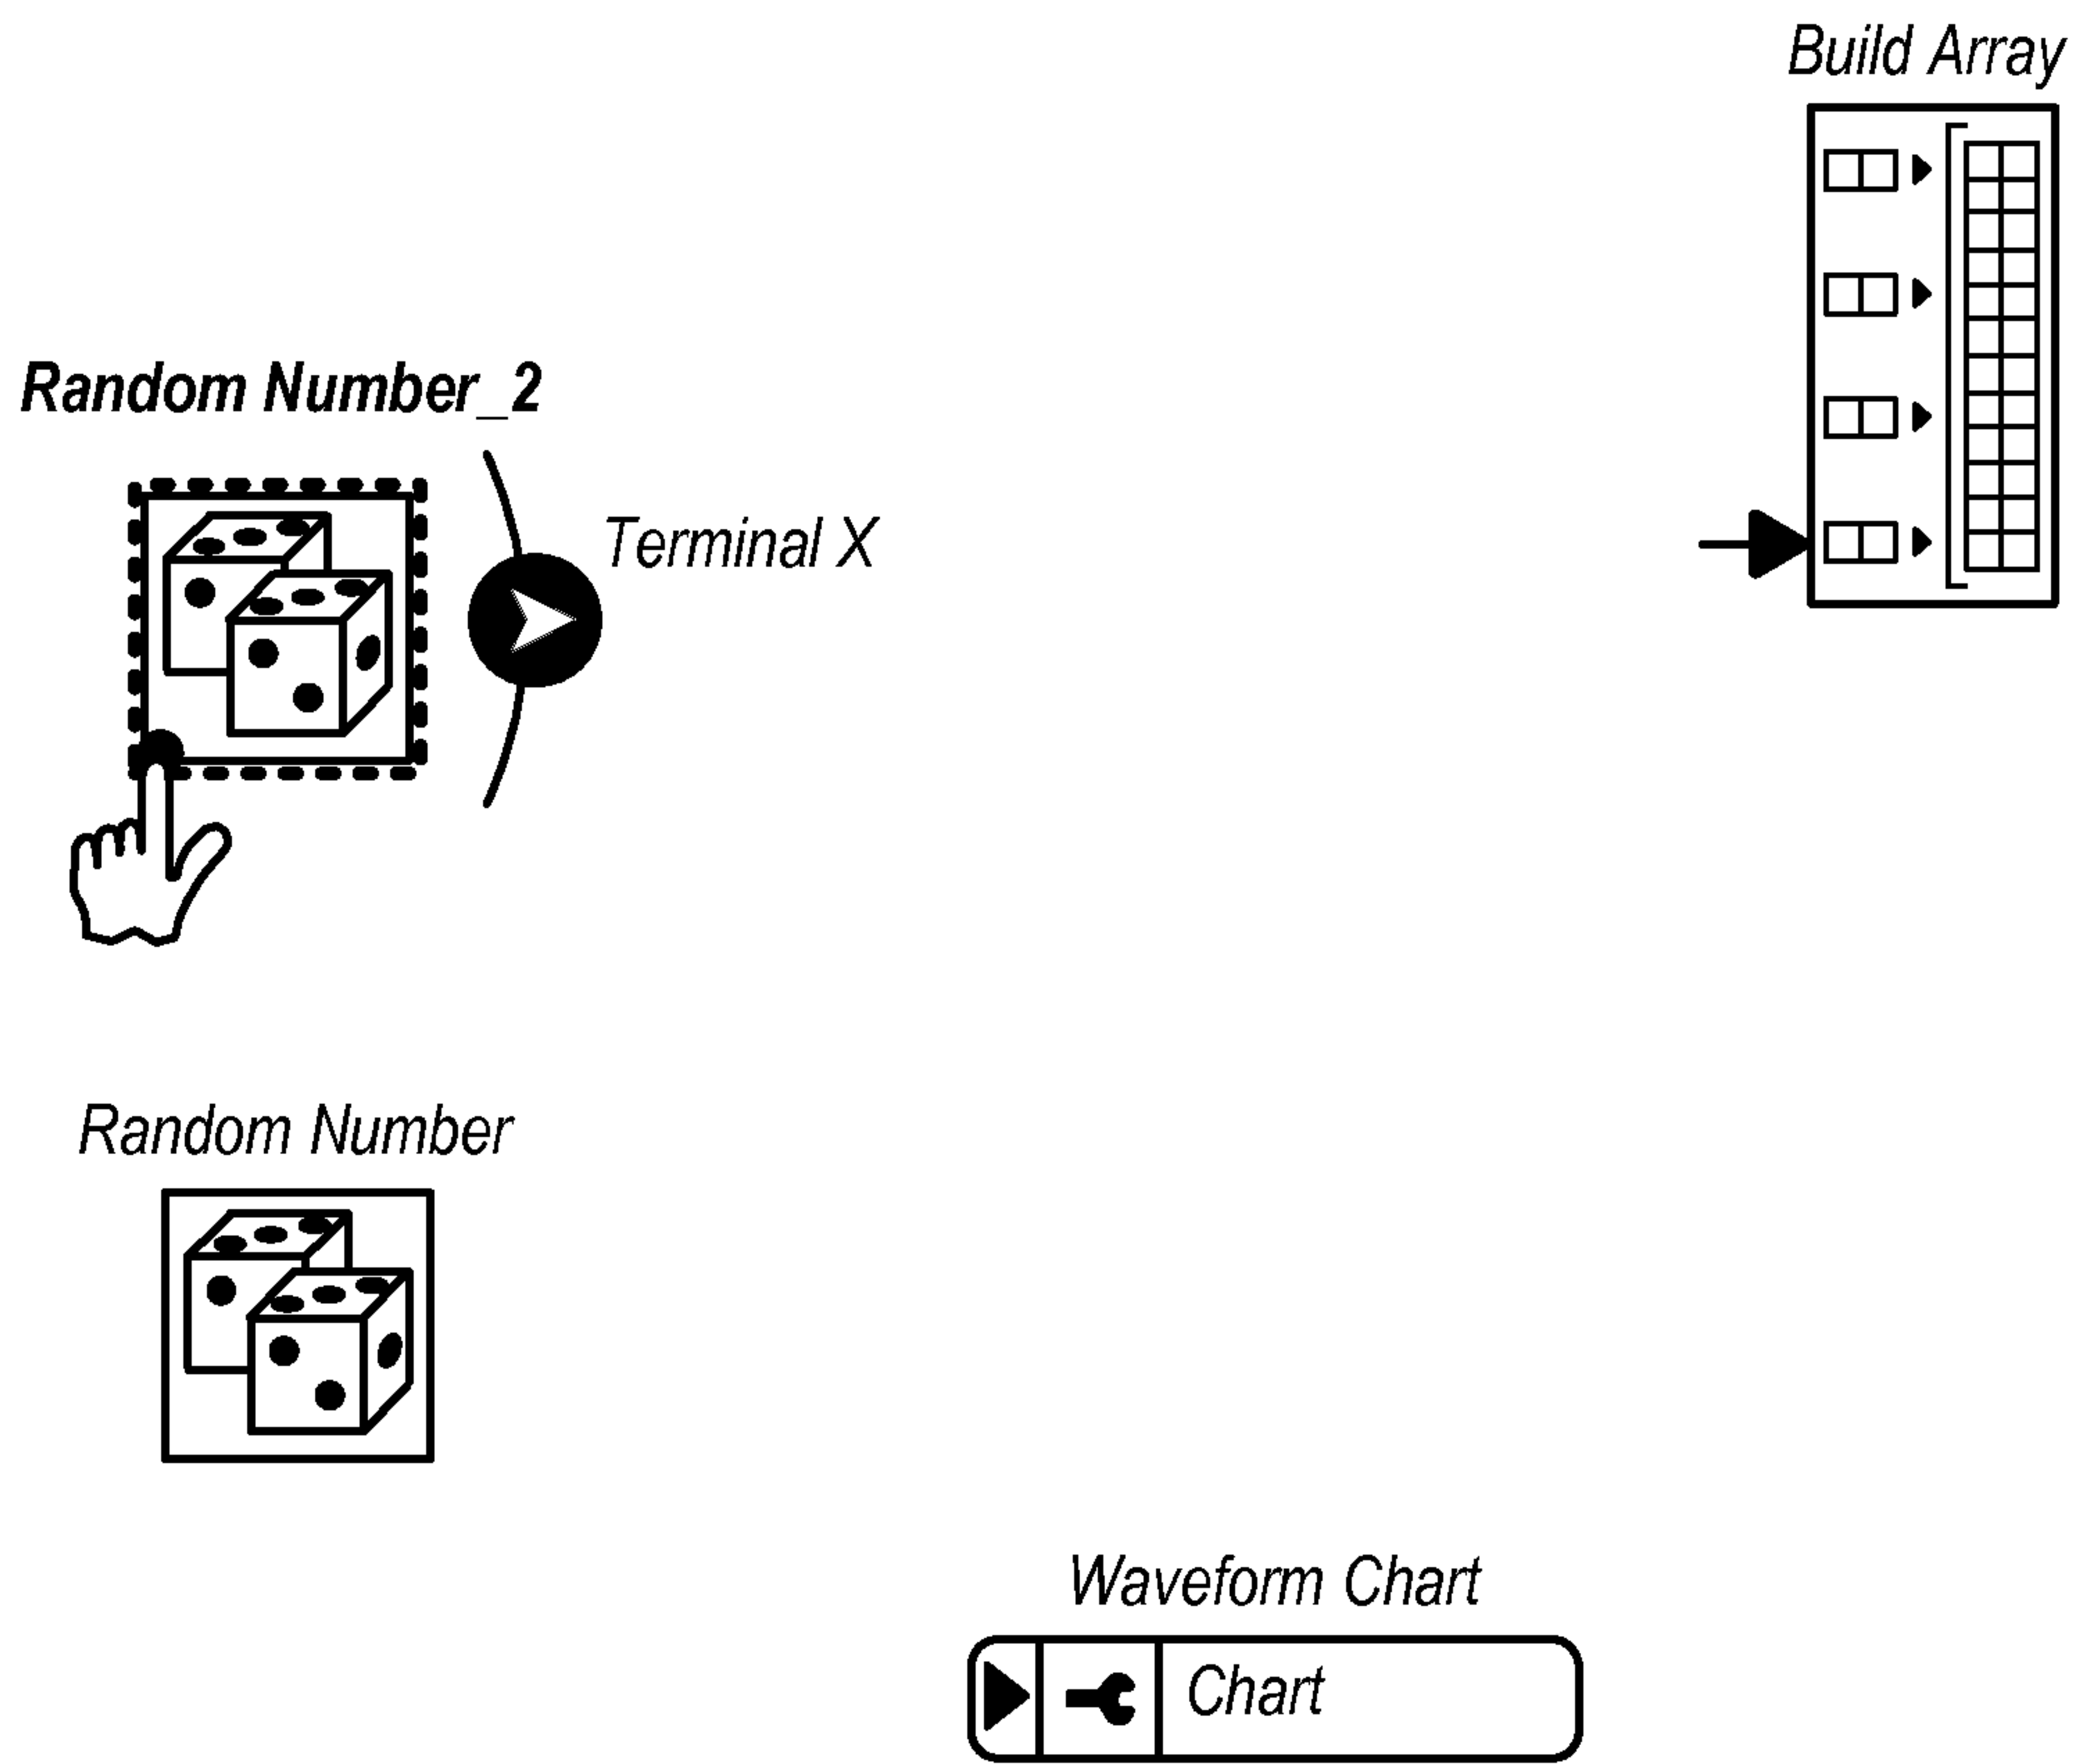 Build Array
Random Number_2
Terminal X
Random Number
Waveform Chart
Chart